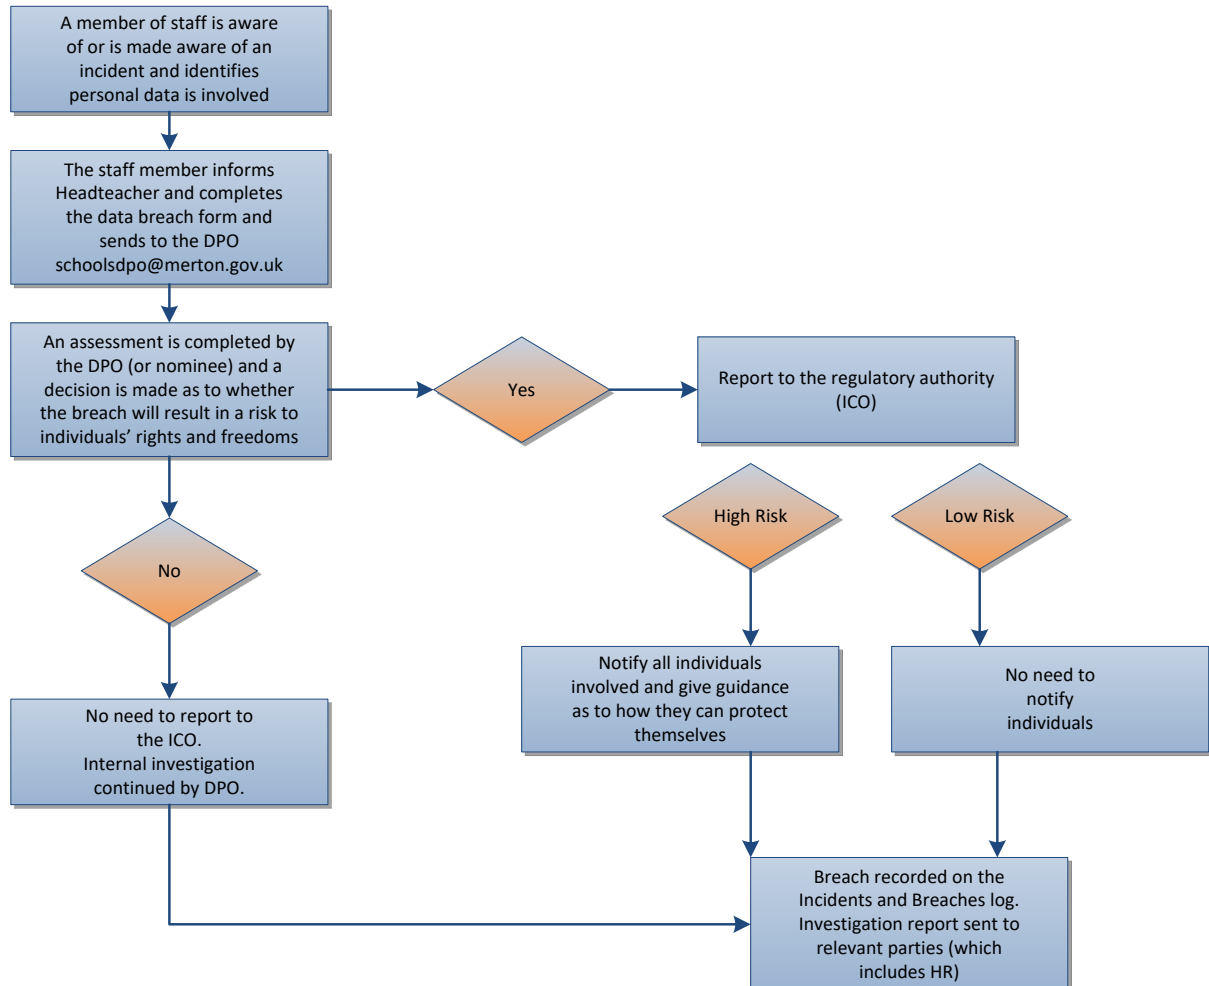 A member of staff is aware
of or is made aware of an
incident and identifies
personal data is involved
The staff member informs
Headteacher and completes
the data breach form and
sends to the DPO
schoolsdpo@merton.gov.uk
An assessment is completed by
the DPO (or nominee) and a
decision is made as to whether
the breach will result in a risk to
individuals’ rights and freedoms
Yes
Report to the regulatory authority
(ICO)
High Risk
Low Risk
No
Notify all individuals
involved and give guidance
as to how they can protect
themselves
No need to
notify
individuals
No need to report to
the ICO.
Internal investigation
continued by DPO.
Breach recorded on the
Incidents and Breaches log.
Investigation report sent to
relevant parties (which
includes HR)